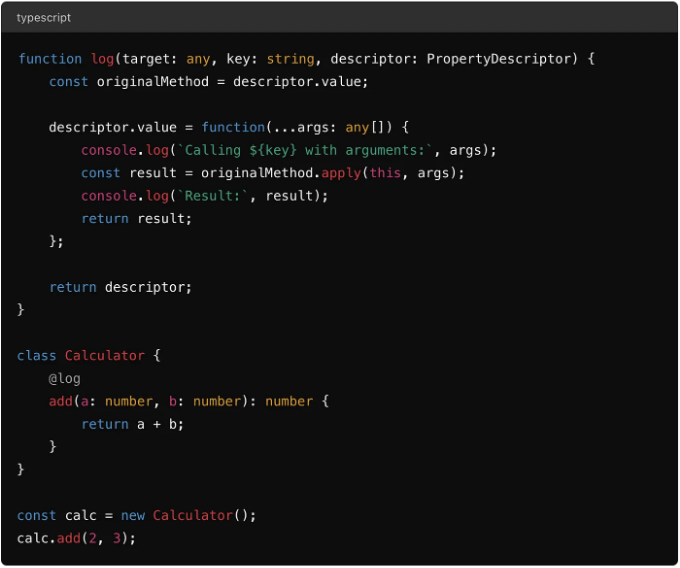 typescript
function log(target: any, key: string, descriptor: PropertyDescriptor) {
    const originalMethod = descriptor.value;

    descriptor.value = function(...args: any[]) {
        console.log(`Calling ${key} with arguments:`, args);
        const result = originalMethod.apply(this, args);
        console.log(`Result:`, result);
        return result;
    };

    return descriptor;
}

class Calculator {
    @log
    add(a: number, b: number): number {
        return a + b;
    }
}

const calc = new Calculator();
calc.add(2, 3);